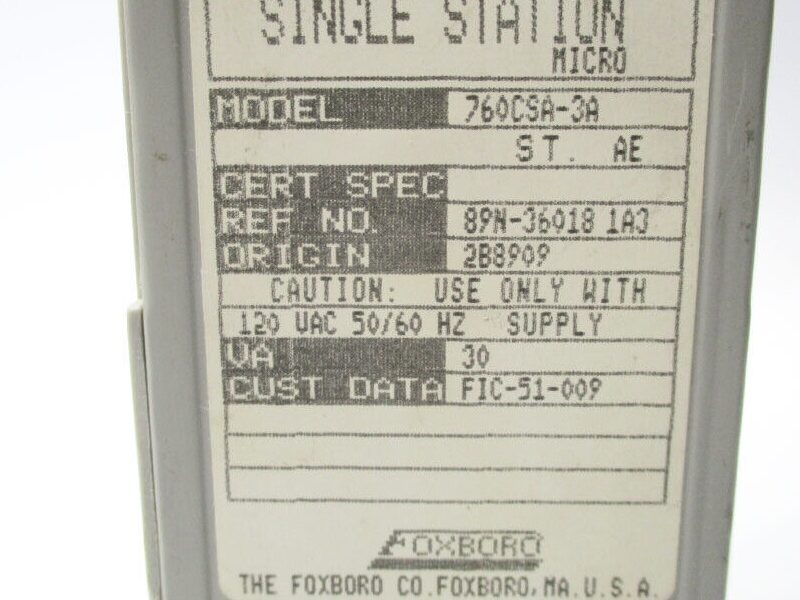 SINGLE STATION
MICRO
MODEL 760CSA-3A
ST. AE
CERT SPEC
REF NO. 89N-36018 1A3
ORIGIN 2B8909
CAUTION: USE ONLY WITH
120 VAC 50/60 HZ SUPPLY
VA 30
CUST DATA FIC-51-009
FOXBORO
THE FOXBORO CO.FOXBORO,MA.U.S.A.